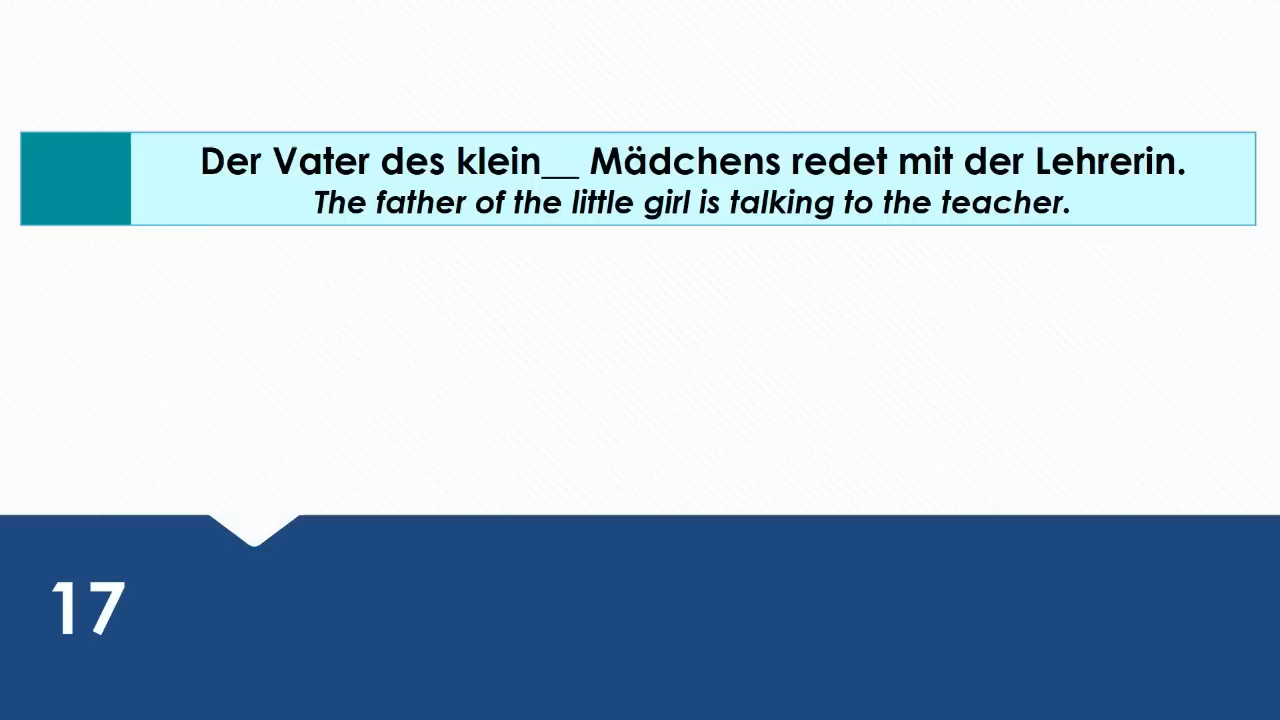 Der Vater des klein__ Mädchens redet mit der Lehrerin.
The father of the little girl is talking to the teacher.
17